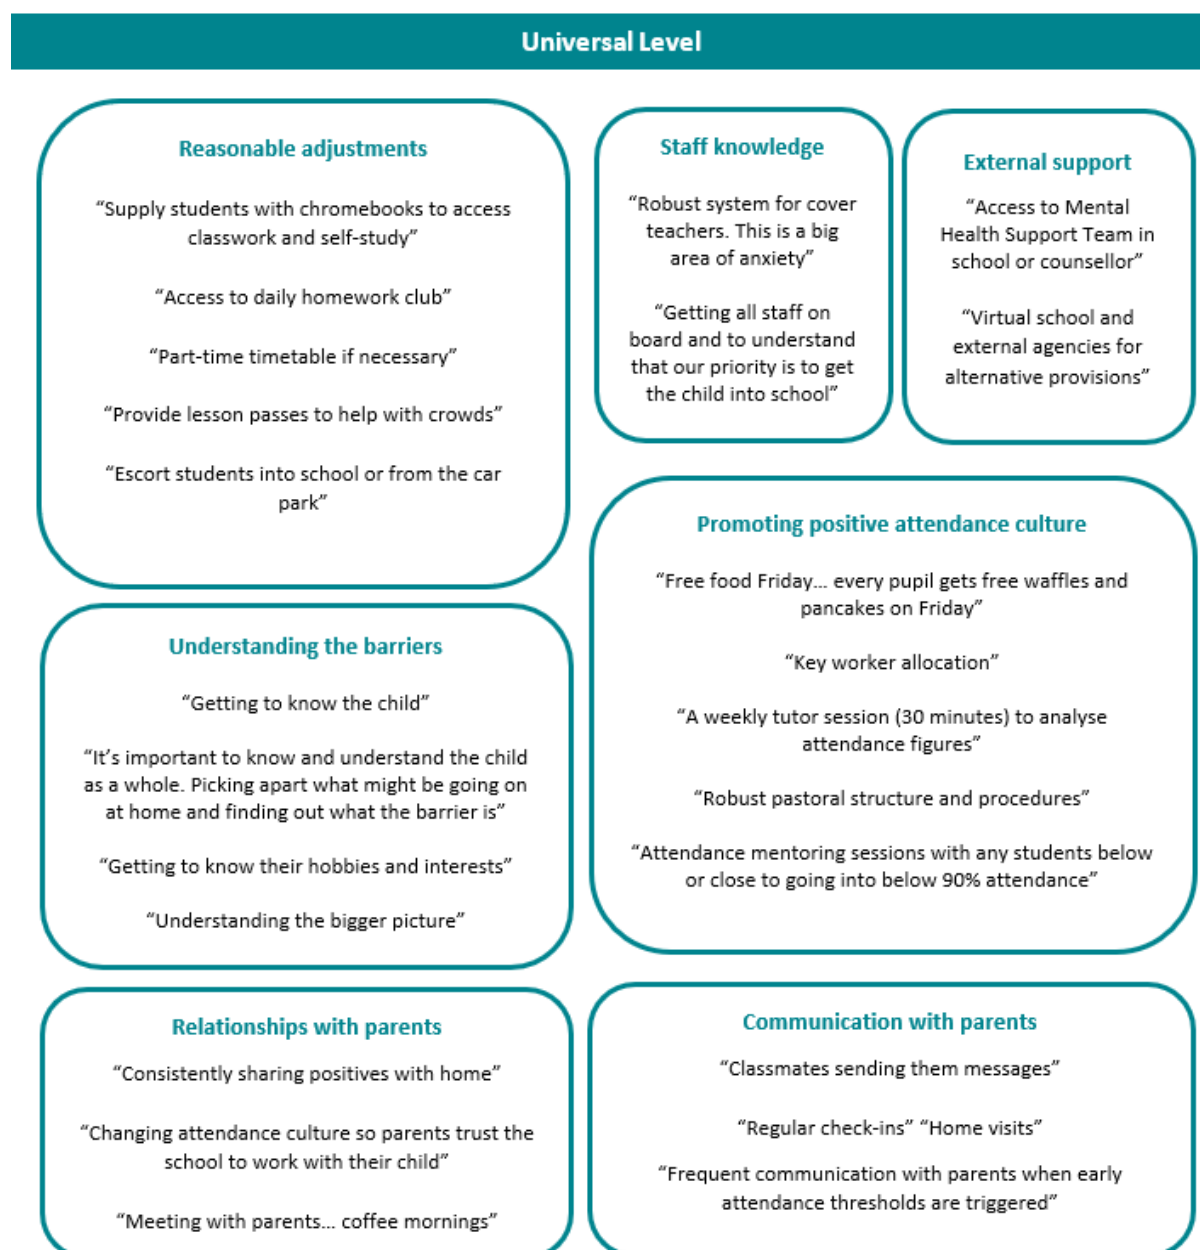 Universal Level
Reasonable adjustments
“Supply students with chromebooks to access
classwork and self-study”
“Access to daily homework club”
“Part-time timetable if necessary”
“Provide lesson passes to help with crowds”
“Escort students into school or from the car
park”
Staff knowledge
“Robust system for cover
teachers. This is a big
area of anxiety”
“Getting all staff on
board and to understand
that our priority is to get
the child into school”
External support
“Access to Mental
Health Support Team in
school or counsellor”
“Virtual school and
external agencies for
alternative provisions”
Promoting positive attendance culture
“Free food Friday… every pupil gets free waffles and
pancakes on Friday”
“Key worker allocation”
“A weekly tutor session (30 minutes) to analyse
attendance figures”
“Robust pastoral structure and procedures”
“Attendance mentoring sessions with any students below
or close to going into below 90% attendance”
Understanding the barriers
“Getting to know the child”
“It’s important to know and understand the child
as a whole. Picking apart what might be going on
at home and finding out what the barrier is”
“Getting to know their hobbies and interests”
“Understanding the bigger picture”
Relationships with parents
“Consistently sharing positives with home”
“Changing attendance culture so parents trust the
school to work with their child”
“Meeting with parents… coffee mornings”
Communication with parents
“Classmates sending them messages”
“Regular check-ins” “Home visits”
“Frequent communication with parents when early
attendance thresholds are triggered”